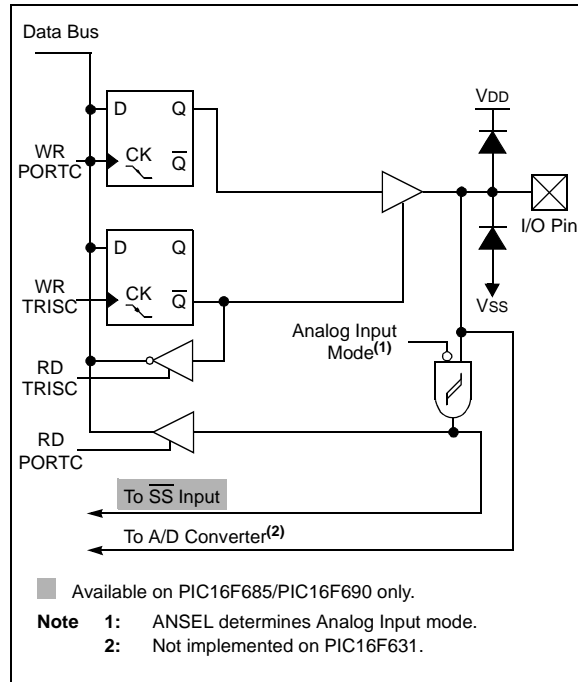 Data Bus
D Q
WR
PORTC
CK Q
VDD
I/O Pin
VSS
D Q
WR
TRISC
CK Q
Analog Input
Mode(1)
RD
TRISC
RD
PORTC
To SS Input
To A/D Converter(2)
Available on PIC16F685/PIC16F690 only.
Note 1: ANSEL determines Analog Input mode.
2: Not implemented on PIC16F631.